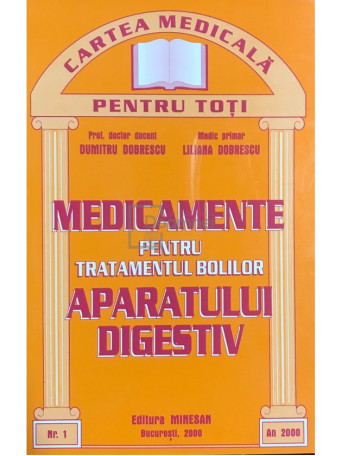 CARTEA MEDICALĂ
PENTRU TOȚI
Prof. doctor docent
DUMITRU DOBRESCU
Medic primar
LILIANA DOBRESCU
MEDICAMENTE
PENTRU
TRATAMENTUL BOLILOR
APARATULUI
DIGESTIV
Editura MINESAN
București, 2000
Nr. 1
An 2000